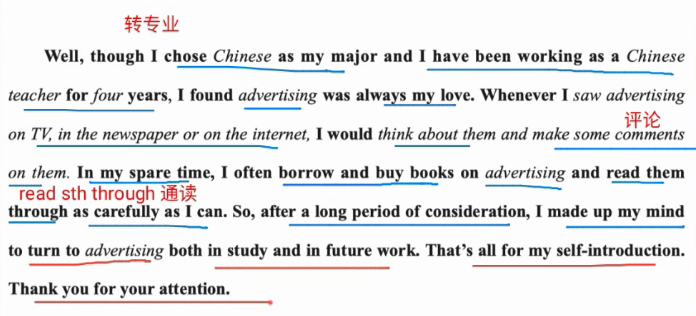 转专业
Well, though I chose Chinese as my major and I have been working as a Chinese
teacher for four years, I found advertising was always my love. Whenever I saw advertising
on TV, in the newspaper or on the internet, I would think about them and make some comments
评论
on them. In my spare time, I often borrow and buy books on advertising and read them
read sth through 通读
through as carefully as I can. So, after a long period of consideration, I made up my mind
to turn to advertising both in study and in future work. That's all for my self-introduction.
Thank you for your attention.